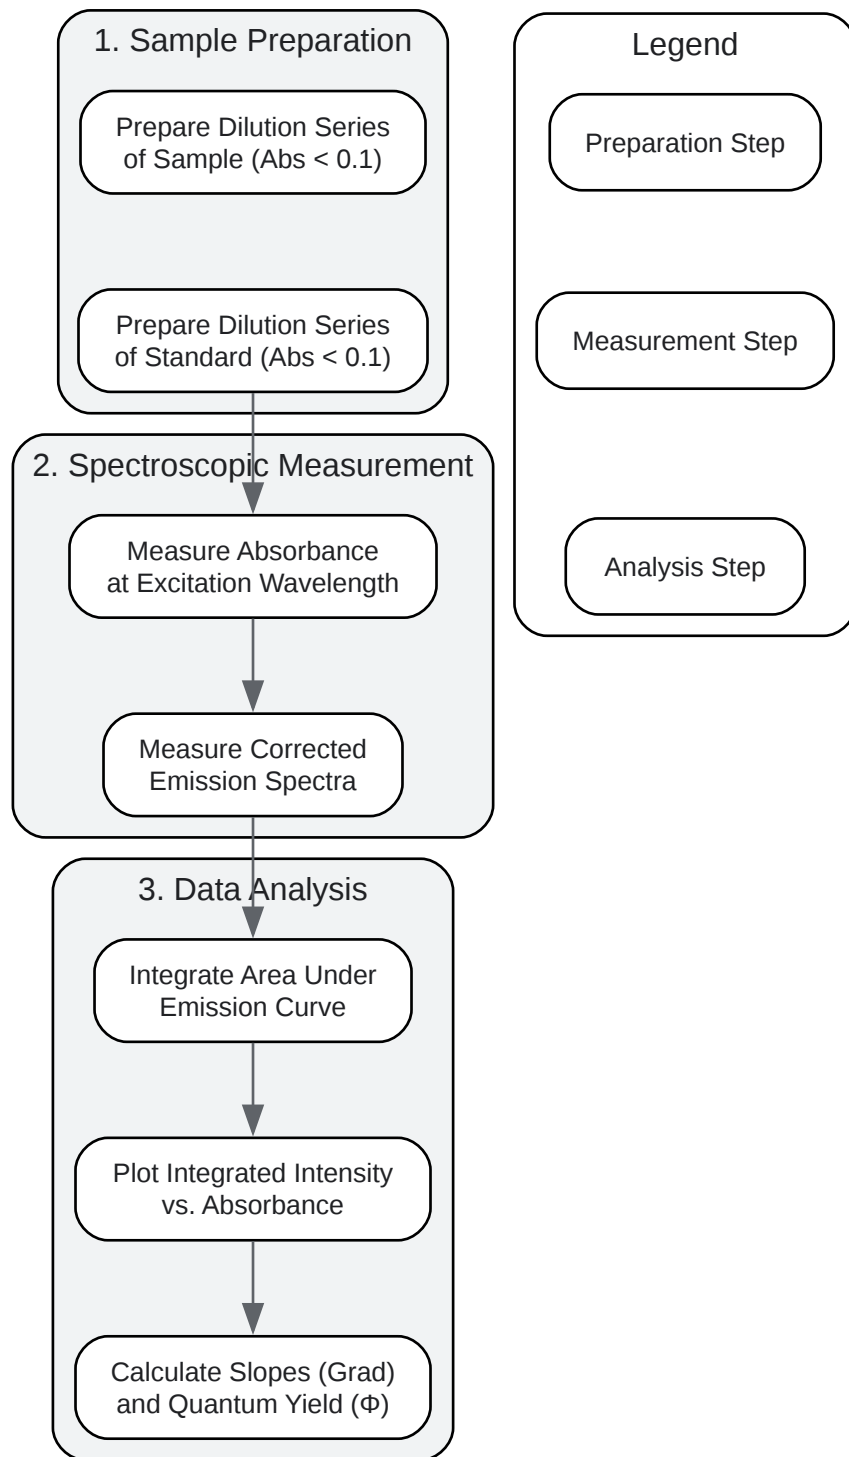 1. Sample Preparation
Prepare Dilution Series
of Sample (Abs < 0.1)
Prepare Dilution Series
of Standard (Abs < 0.1)
2. Spectroscopic Measurement
Measure Absorbance
at Excitation Wavelength
Measure Corrected
Emission Spectra
3. Data Analysis
Integrate Area Under
Emission Curve
Plot Integrated Intensity
vs. Absorbance
Calculate Slopes (Grad)
and Quantum Yield (Φ)
Legend
Preparation Step
Measurement Step
Analysis Step